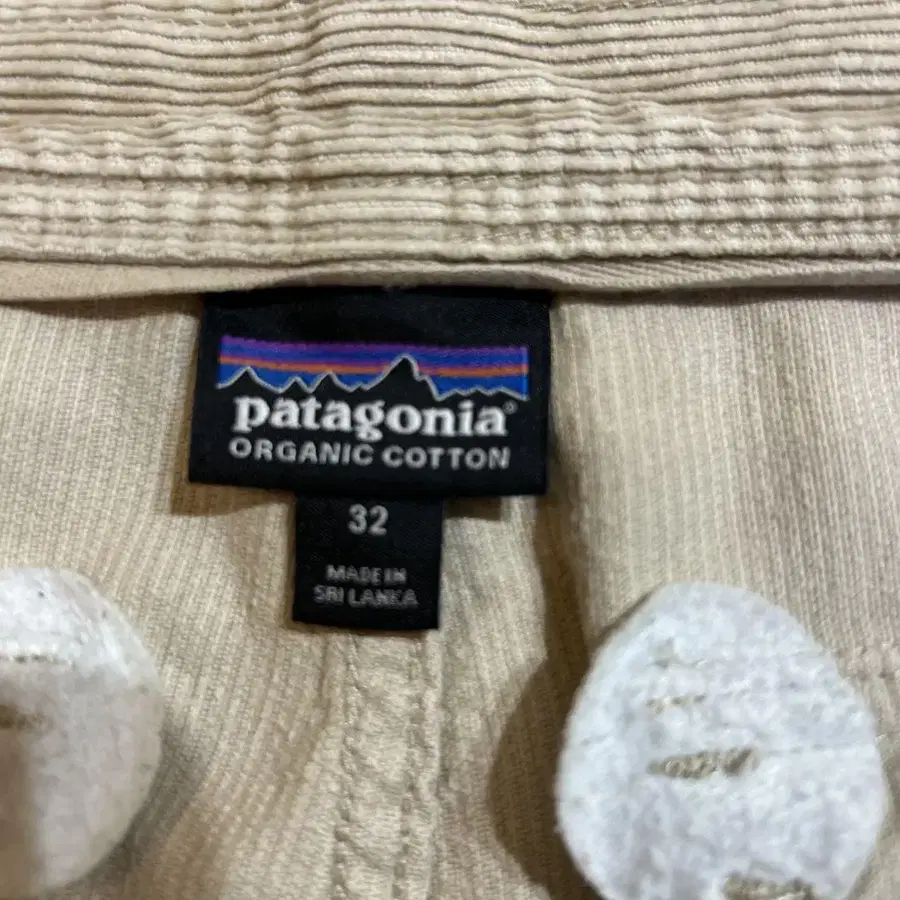 patagonia®
ORGANIC COTTON
32
MADE IN
SRI LANKA